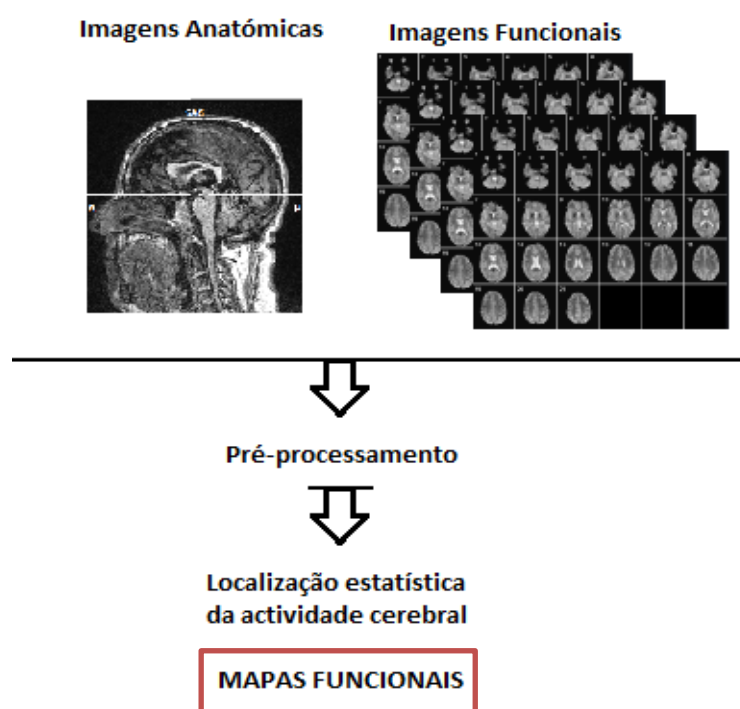 Imagens Anatómicas
Imagens Funcionais
Pré-processamento
Localização estatística
da actividade cerebral
MAPAS FUNCIONAIS